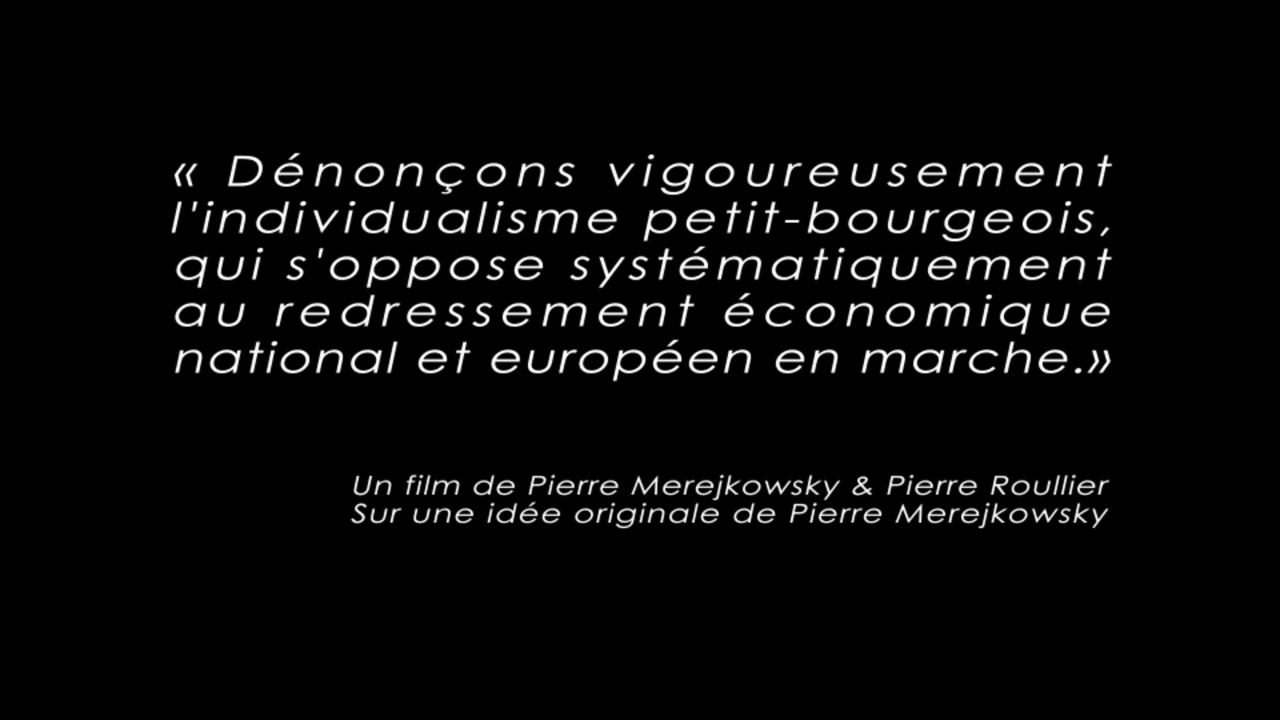 « Dénonçons vigoureusement
l'individualisme petit-bourgeois,
qui s'oppose systématiquement
au redressement économique
national et européen en marche.»
Un film de Pierre Merejkowsky & Pierre Roullier
Sur une idée originale de Pierre Merejkowsky